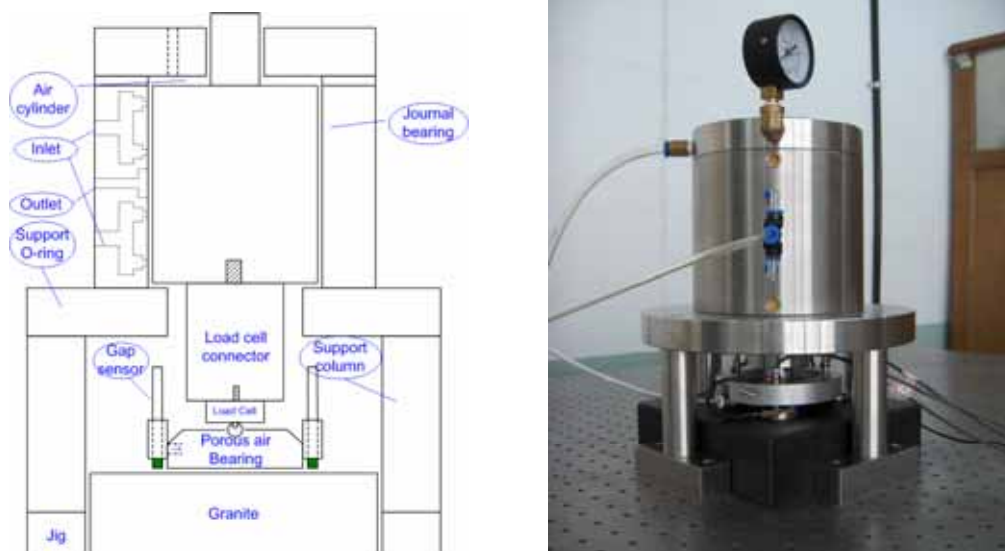 Air
cylinder
Journal
bearing
Inlet
Outlet
Support
O-ring
Load cell
connector
Gap
sensor
Support
column
Load Cell
Porous air
Bearing
Granite
Jig